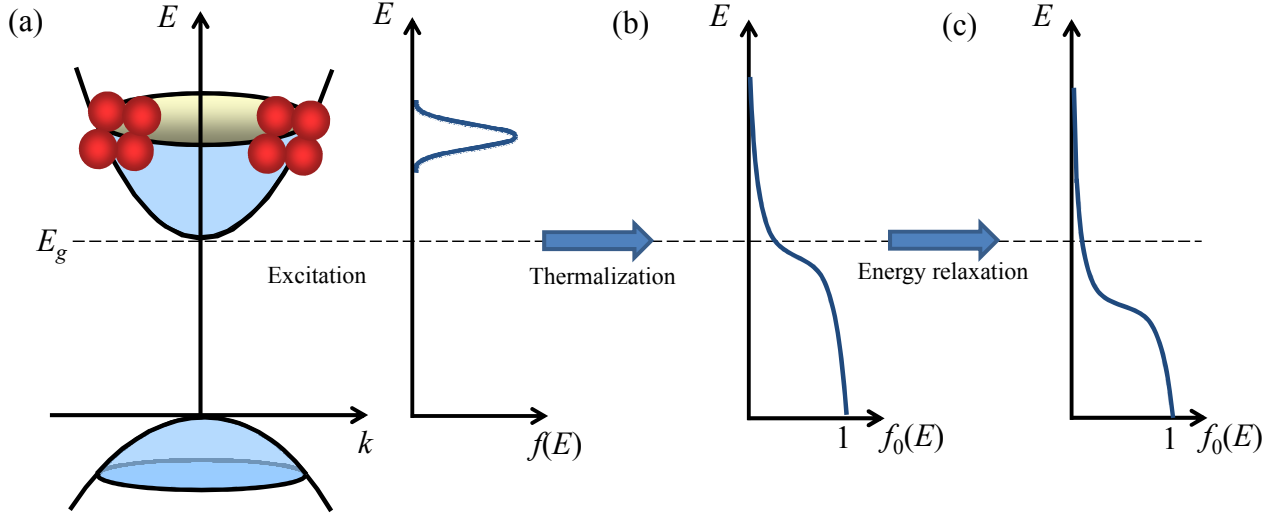 (a)
E
E
(b)
E
(c)
E
E_g
Excitation
Thermalization
Energy relaxation
k
f(E)
1
f_0(E)
1
f_0(E)